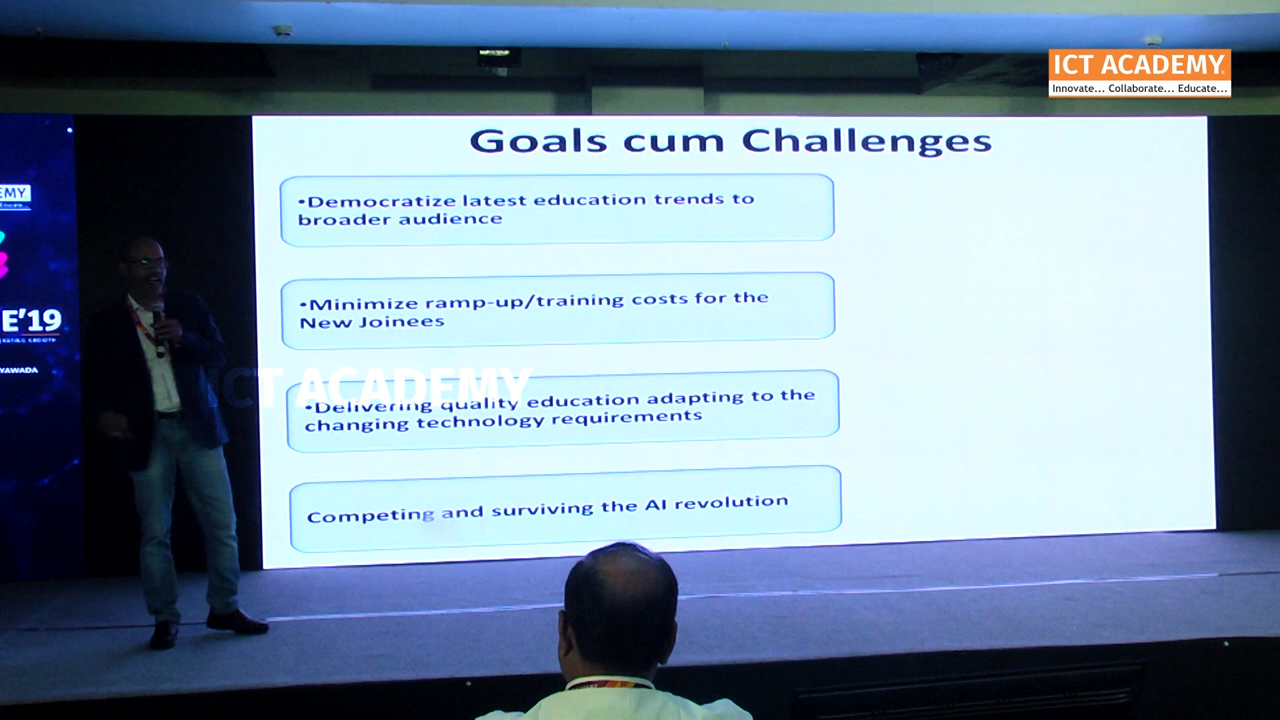 ICT ACADEMY
Innovate... Collaborate... Educate...
Goals cum Challenges
•Democratize latest education trends to
broader audience
•Minimize ramp-up/training costs for the
New Joinees
ICT ACADEMY
•Delivering quality education adapting to the
changing technology requirements
Competing and surviving the AI revolution
EMY
E'19
YAWADA